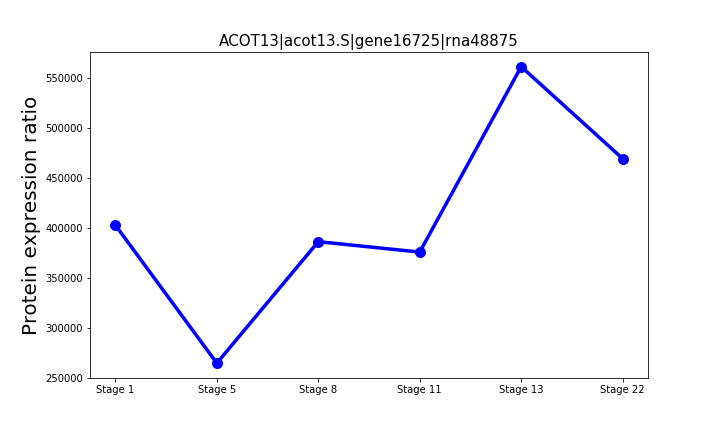 ACOT13|acot13.S|gene16725|rna48875
Protein expression ratio
550000
500000
450000
400000
350000
300000
250000
Stage 1
Stage 5
Stage 8
Stage 11
Stage 13
Stage 22